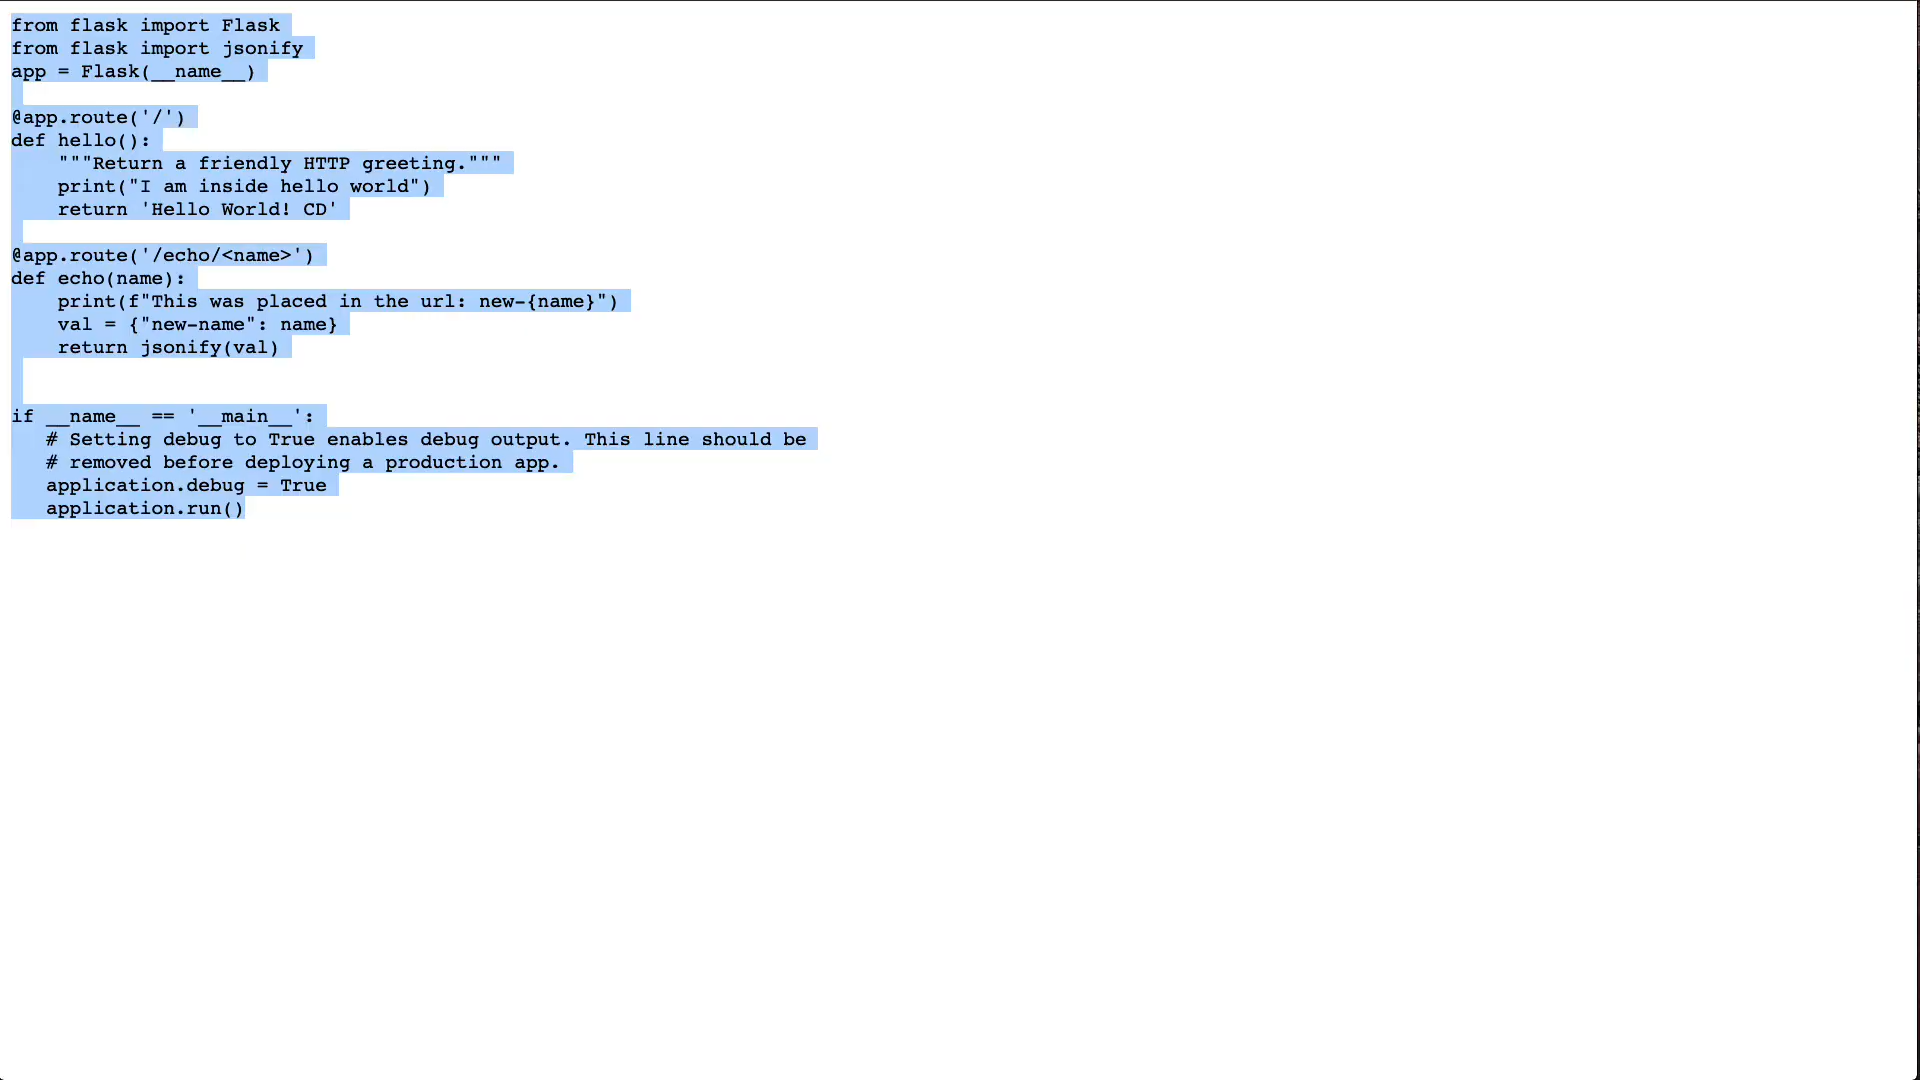 from flask import Flask
from flask import jsonify
app = Flask(__name__)

@app.route('/')
def hello():
    """Return a friendly HTTP greeting."""
    print("I am inside hello world")
    return 'Hello World! CD'

@app.route('/echo/<name>')
def echo(name):
    print(f"This was placed in the url: new-{name}")
    val = {"new-name": name}
    return jsonify(val)


if __name__ == '__main__':
   # Setting debug to True enables debug output. This line should be
   # removed before deploying a production app.
   application.debug = True
   application.run()